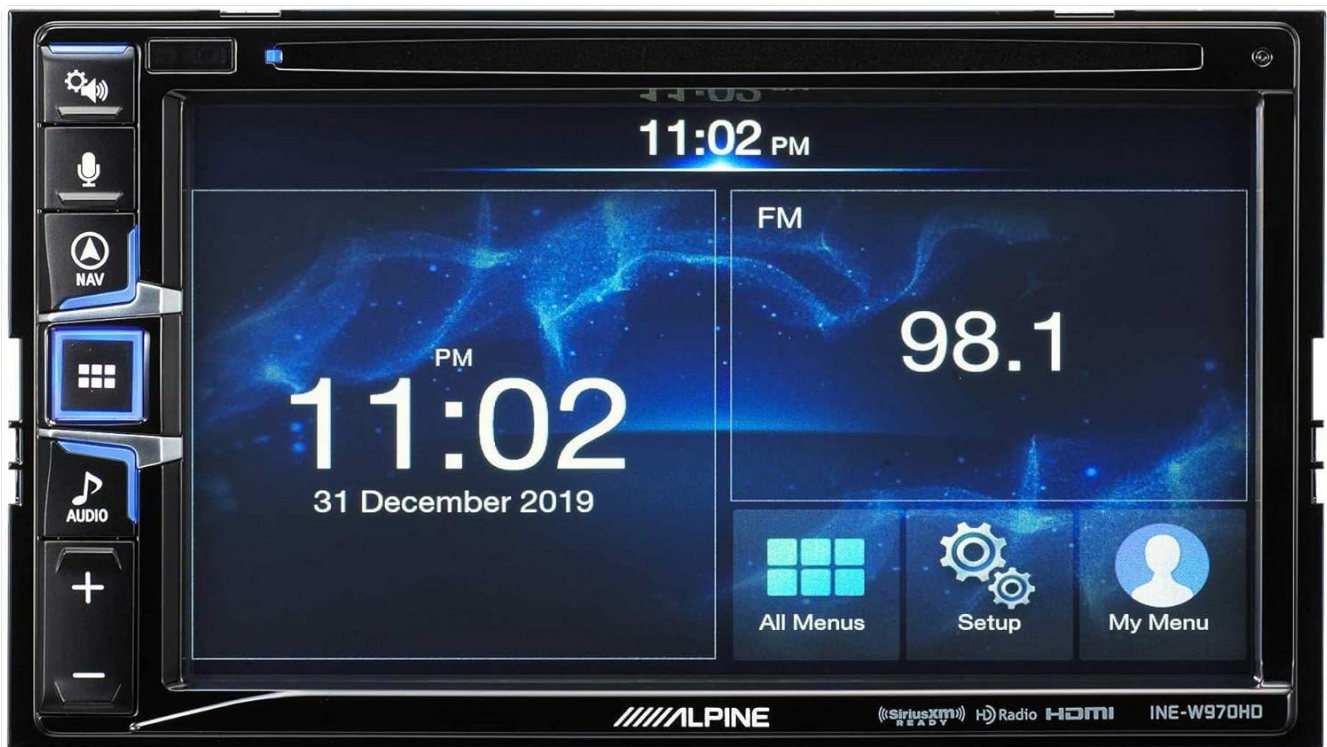 11:02 PM
FM
98.1
PM
11:02
31 December 2019
NAV
AUDIO
+
−
All Menus
Setup
My Menu
ALPINE
((SiriusXM))
READY
HD Radio
HDMI
INE-W970HD